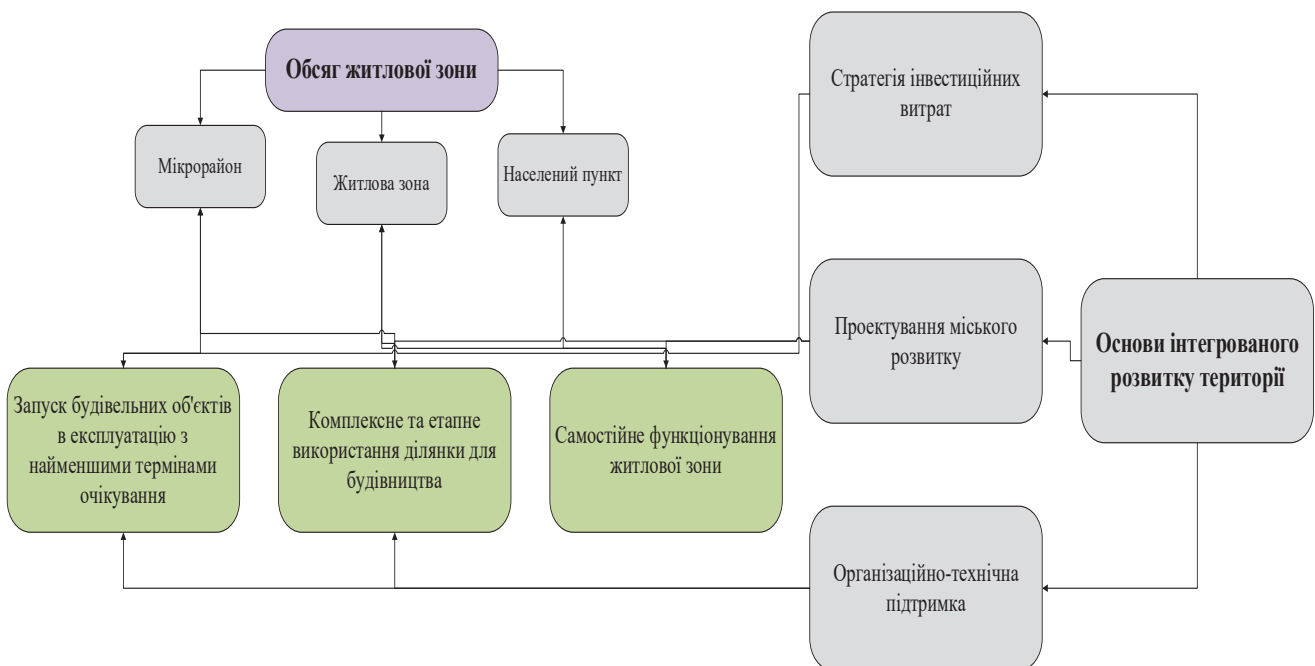 Обсяг житлової зони
Мікрорайон
Житлова зона
Населений пункт
Стратегія інвестиційних
витрат
Проектування міського
розвитку
Основи інтегрованого
розвитку території
Запуск будівельних об'єктів
в експлуатацію з
найменшими термінами
очікування
Комплексне та етапне
використання ділянки для
будівництва
Самостійне функціонування
житлової зони
Організаційно-технічна
підтримка